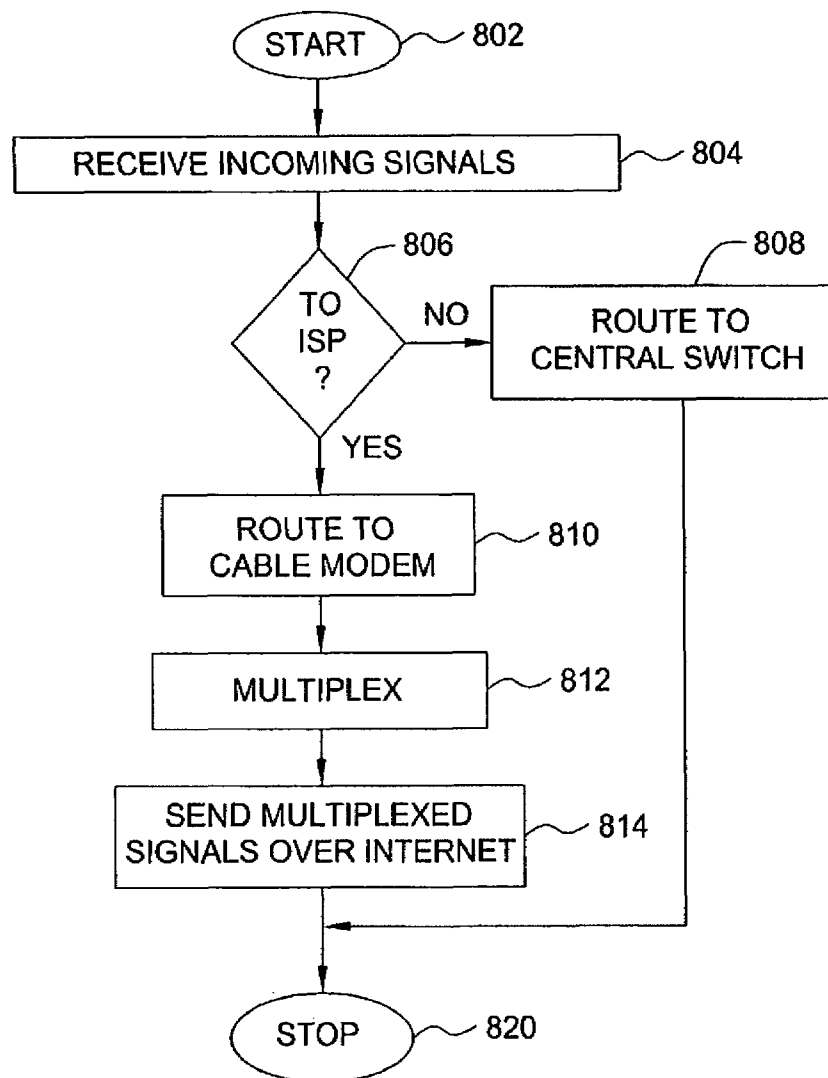 START
802
RECEIVE INCOMING SIGNALS
804
806
TO
ISP
?
NO
808
ROUTE TO
CENTRAL SWITCH
YES
ROUTE TO
CABLE MODEM
810
MULTIPLEX
812
SEND MULTIPLEXED
SIGNALS OVER INTERNET
814
STOP
820